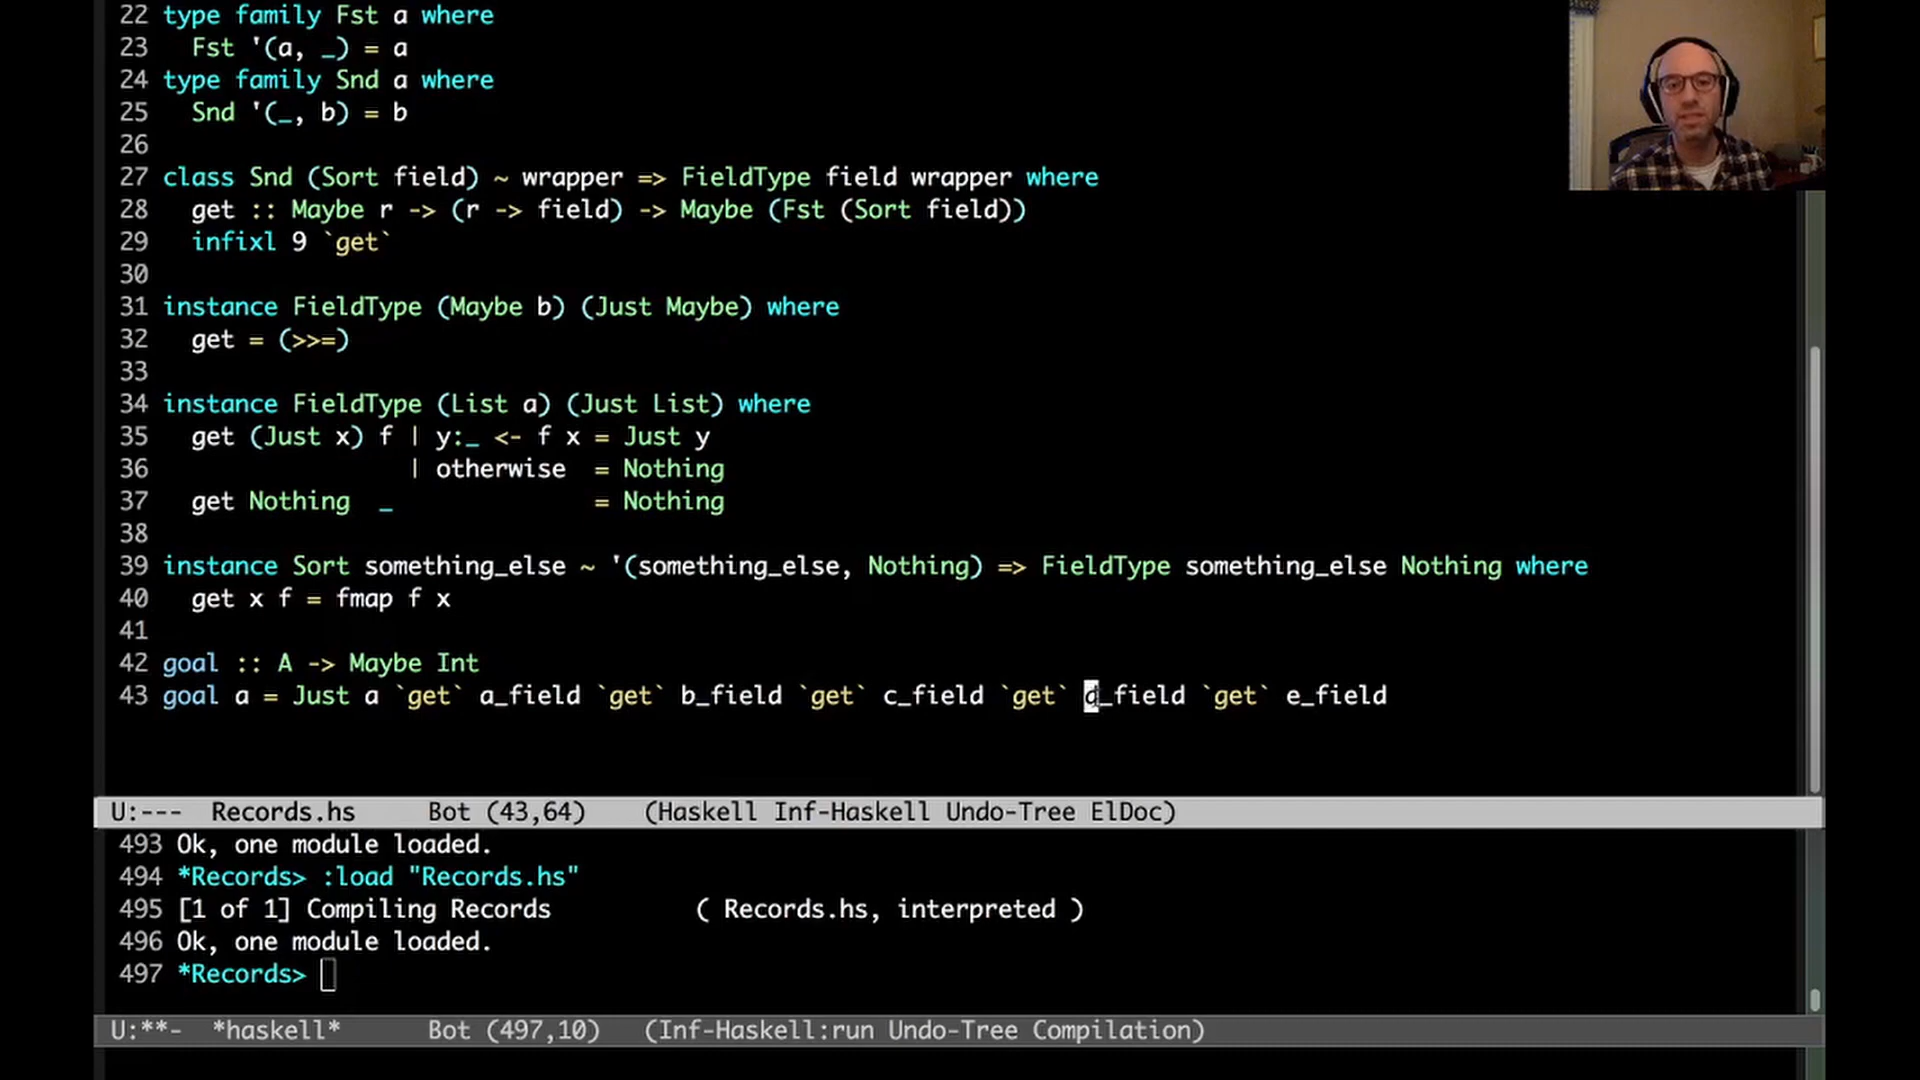 22 type family Fst a where
23   Fst '(a, _) = a
24 type family Snd a where
25   Snd '(_, b) = b
26
27 class Snd (Sort field) ~ wrapper => FieldType field wrapper where
28   get :: Maybe r -> (r -> field) -> Maybe (Fst (Sort field))
29   infixl 9 `get`
30
31 instance FieldType (Maybe b) (Just Maybe) where
32   get = (>>=)
33
34 instance FieldType (List a) (Just List) where
35   get (Just x) f | y:_ <- f x = Just y
36                  | otherwise  = Nothing
37   get Nothing  _              = Nothing
38
39 instance Sort something_else ~ '(something_else, Nothing) => FieldType something_else Nothing where
40   get x f = fmap f x
41
42 goal :: A -> Maybe Int
43 goal a = Just a `get` a_field `get` b_field `get` c_field `get` d_field `get` e_field
U:---  Records.hs     Bot (43,64)    (Haskell Inf-Haskell Undo-Tree ElDoc)
493 Ok, one module loaded.
494 *Records> :load "Records.hs"
495 [1 of 1] Compiling Records          ( Records.hs, interpreted )
496 Ok, one module loaded.
497 *Records>
U:**-  *haskell*      Bot (497,10)   (Inf-Haskell:run Undo-Tree Compilation)